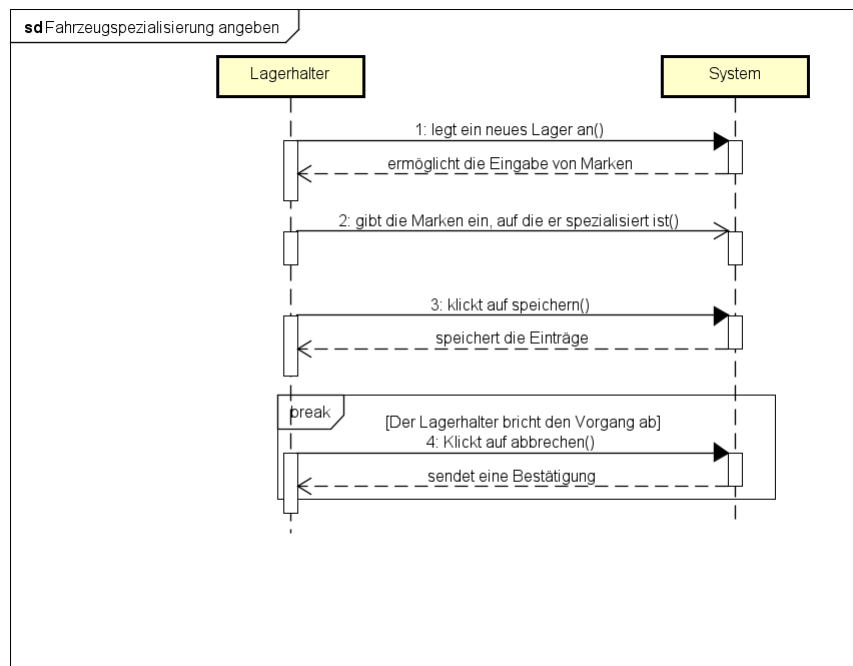 sd Fahrzeugspezialisierung angeben
Lagerhalter
System
1: legt ein neues Lager an()
ermöglicht die Eingabe von Marken
2: gibt die Marken ein, auf die er spezialisiert ist()
3: klickt auf speichern()
speichert die Einträge
break
[Der Lagerhalter bricht den Vorgang ab]
4: Klickt auf abbrechen()
sendet eine Bestätigung